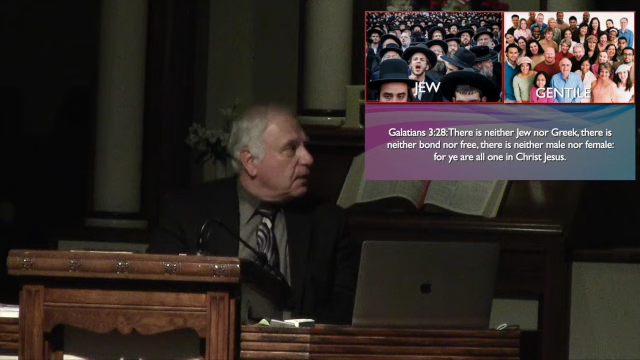 JEW
GENTILE
Galatians 3:28: There is neither Jew nor Greek, there is
neither bond nor free, there is neither male nor female:
for ye are all one in Christ Jesus.